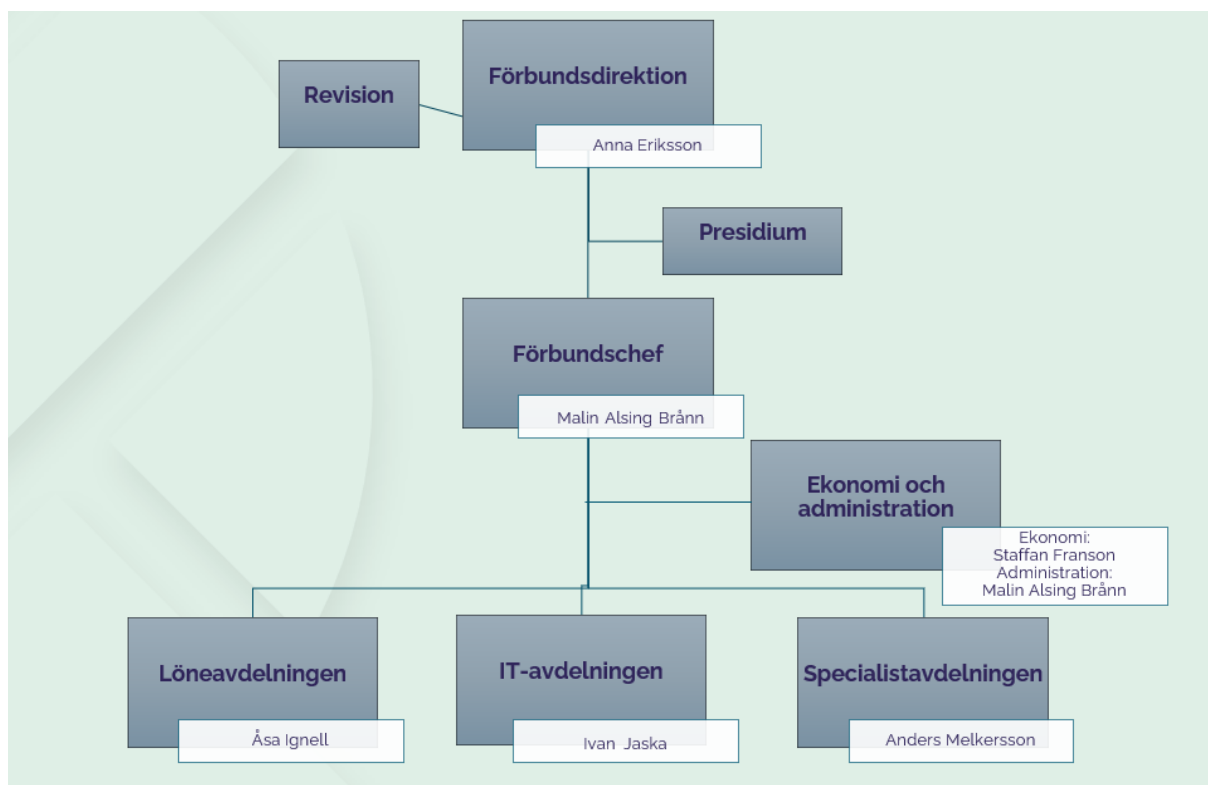 Förbundsdirektion
Revision
Anna Eriksson
Presidium
Förbundschef
Malin Alsing Brånn
Ekonomi och
administration
Ekonomi:
Staffan Franson
Administration:
Malin Alsing Brånn
Löneavdelningen
Åsa Ignell
IT-avdelningen
Ivan Jaska
Specialistavdelningen
Anders Melkersson